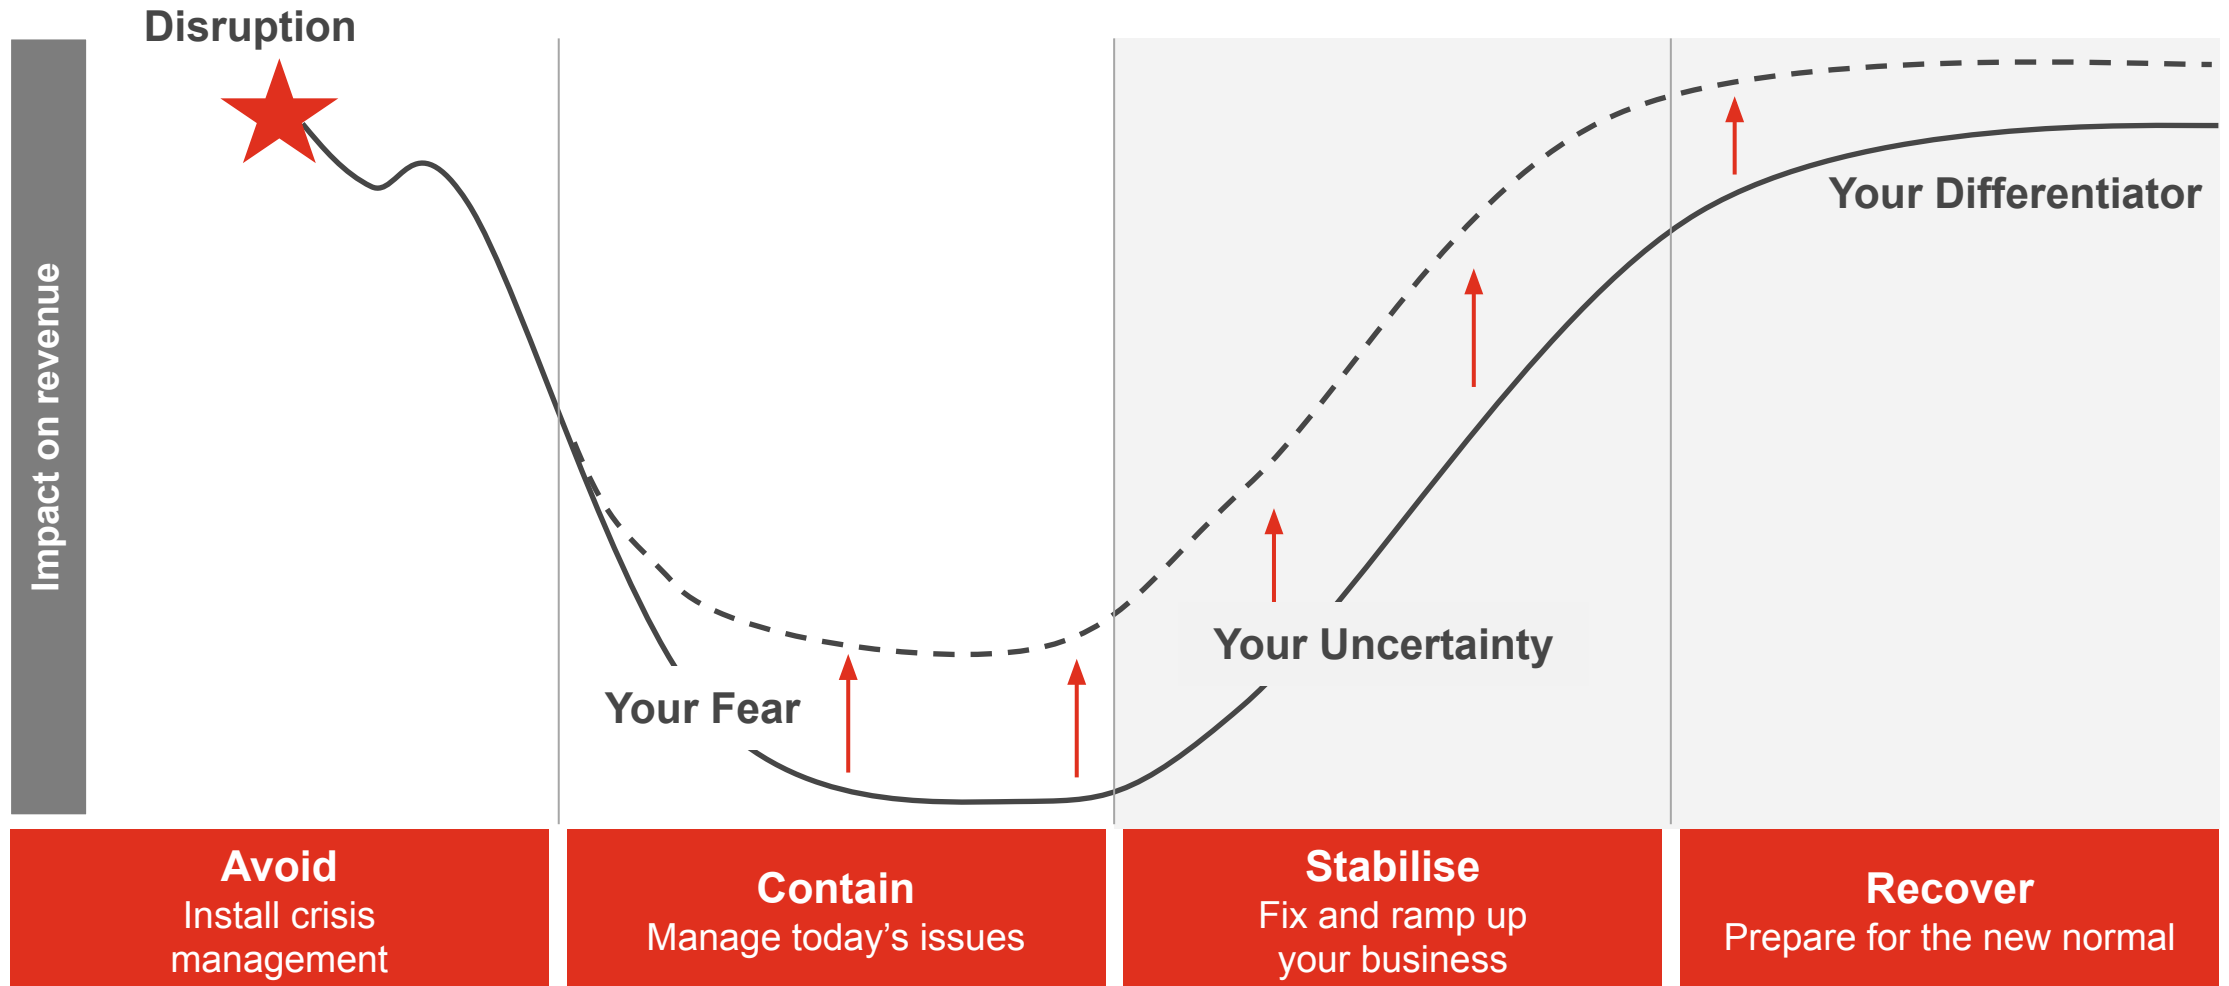 Disruption
Impact on revenue
Your Differentiator
Your Uncertainty
Your Fear
Avoid
Install crisis
management
Contain
Manage today’s issues
Stabilise
Fix and ramp up
your business
Recover
Prepare for the new normal